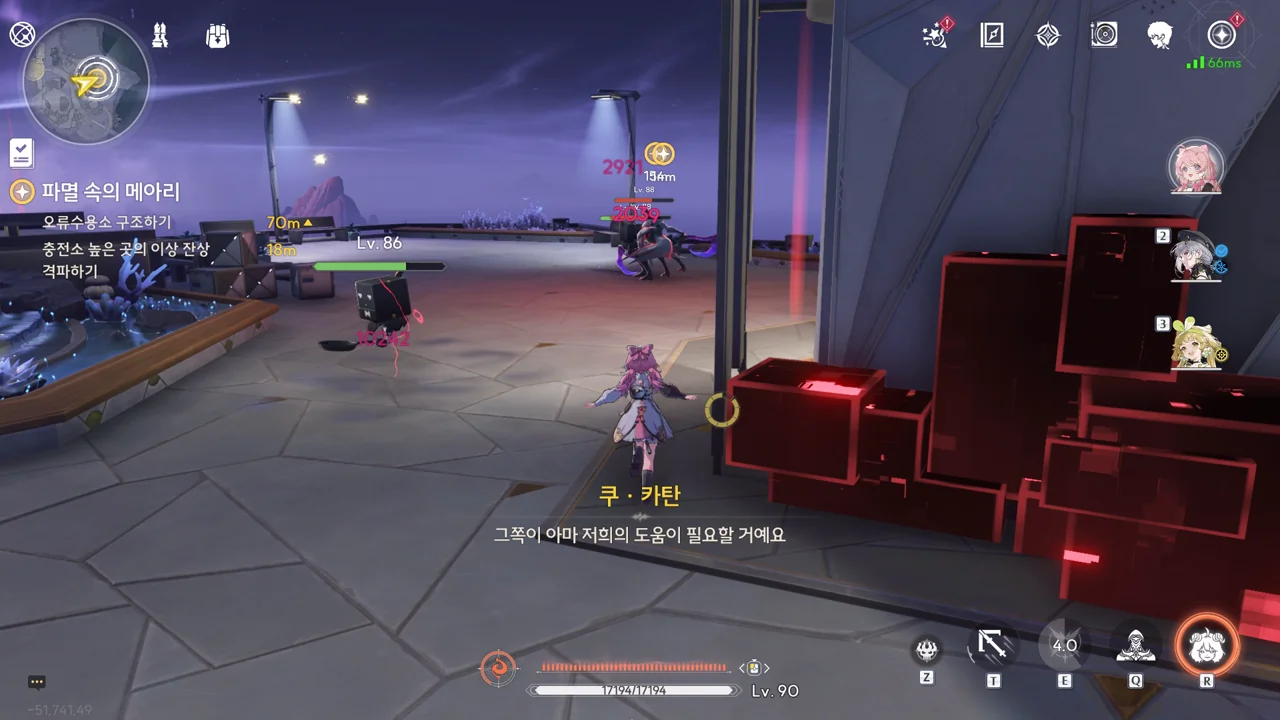 66ms
파멸 속의 메아리
오류수용소 구조하기
70m
충전소 높은 곳의 이상 잔상
18m
격파하기
Lv. 86
2931
154m
Lv. 88
2039
10242
2
3
쿠 · 카탄
그쪽이 아마 저희의 도움이 필요할 거예요
4.0
Z
T
E
Q
R
17194/17194
Lv. 90
-51,741,49